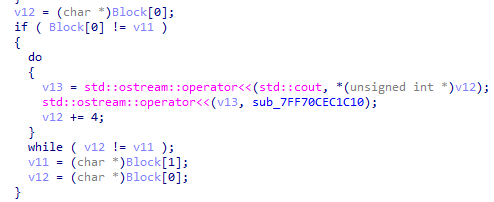 }
v12 = (char *)Block[0];
if ( Block[0] != v11 )
{
do
{
v13 = std::ostream::operator<<(std::cout, *(unsigned int *)v12);
std::ostream::operator<<(v13, sub_7FF70CEC1C10);
v12 += 4;
}
while ( v12 != v11 );
v11 = (char *)Block[1];
v12 = (char *)Block[0];
}